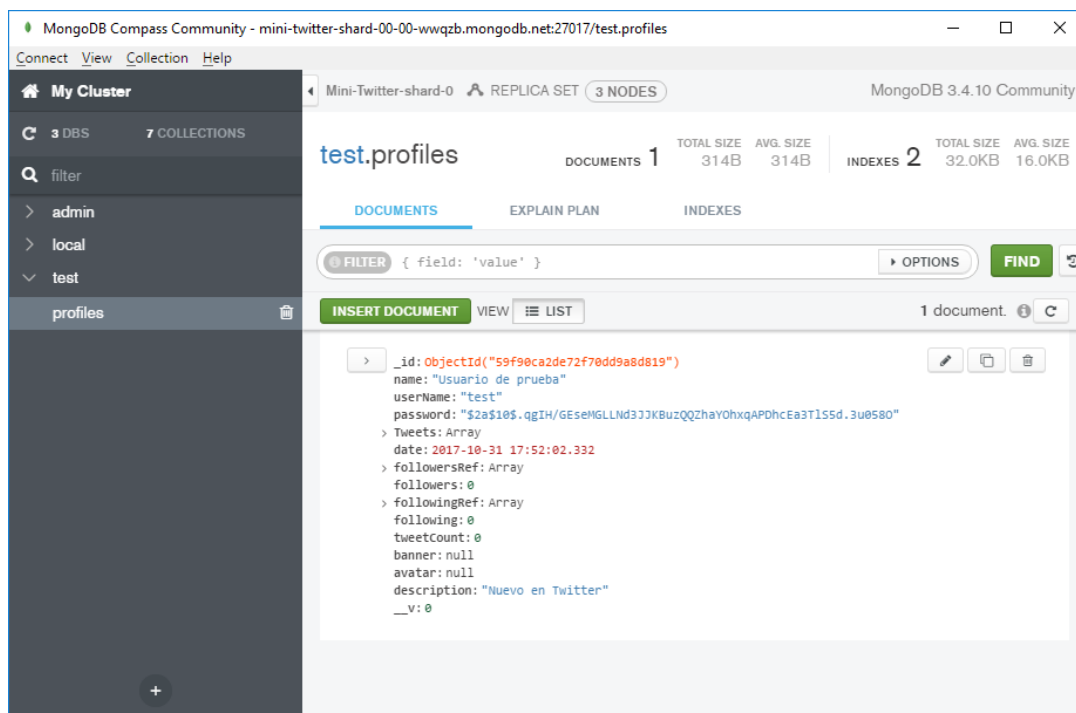 MongoDB Compass Community - mini-twitter-shard-00-00-wwqzb.mongodb.net:27017/test.profiles
Connect View Collection Help
My Cluster
Mini-Twitter-shard-0 REPLICA SET 3 NODES MongoDB 3.4.10 Community
3 DBS 7 COLLECTIONS
filter
test.profiles DOCUMENTS 1 TOTAL SIZE 314B AVG. SIZE 314B INDEXES 2 TOTAL SIZE 32.0KB AVG. SIZE 16.0KB
admin
local
test
profiles
DOCUMENTS EXPLAIN PLAN INDEXES
FILTER { field: 'value' } OPTIONS FIND
INSERT DOCUMENT VIEW LIST 1 document.
_id: ObjectId("59f90ca2de72f70dd9a8d819")
name: "Usuario de prueba"
userName: "test"
password: "$2a$10$.qgIH/GEseMGLLNd3JJKBuzQQZhaYOhxqAPDhcEa3TlS5d.3u058O"
Tweets: Array
date: 2017-10-31 17:52:02.332
followersRef: Array
followers: 0
followingRef: Array
following: 0
tweetCount: 0
banner: null
avatar: null
description: "Nuevo en Twitter"
__v: 0